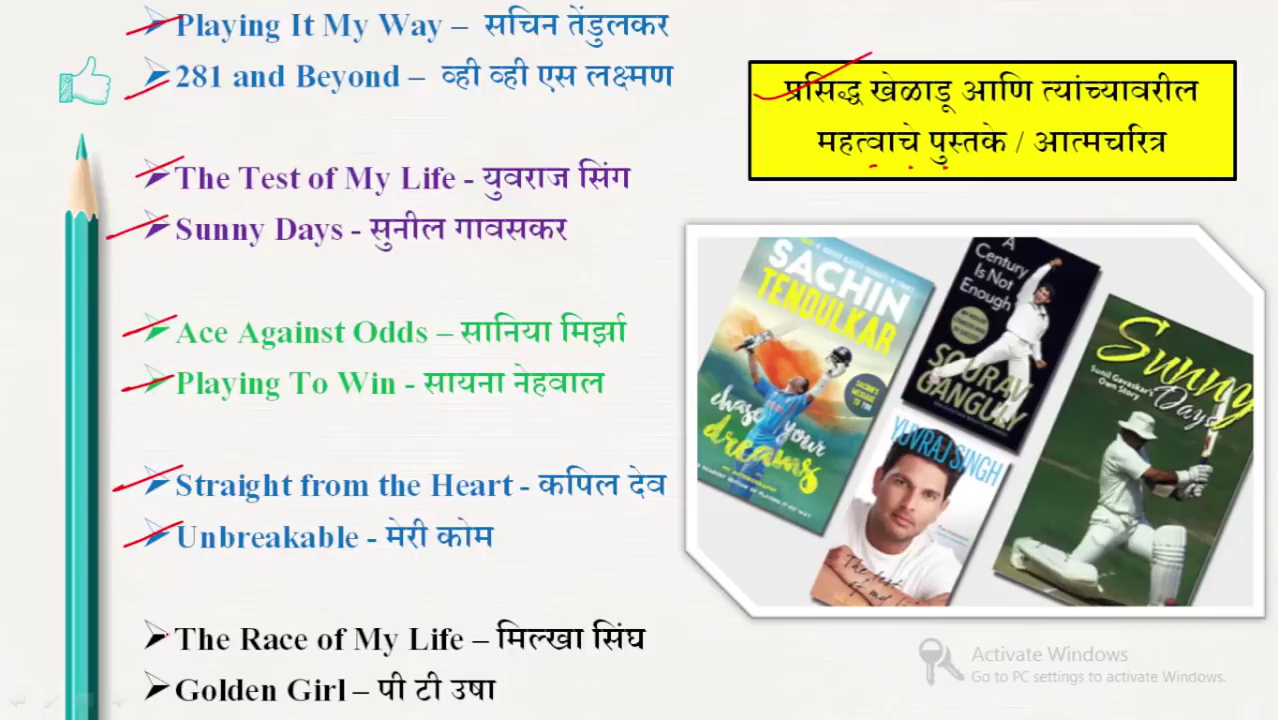 Playing It My Way – सचिन तेंडुलकर
281 and Beyond – व्ही व्ही एस लक्ष्मण
The Test of My Life - युवराज सिंग
Sunny Days - सुनील गावसकर
Ace Against Odds – सानिया मिर्झा
Playing To Win - सायना नेहवाल
Straight from the Heart - कपिल देव
Unbreakable - मेरी कोम
The Race of My Life – मिल्खा सिंघ
Golden Girl – पी टी उषा
प्रसिद्ध खेळाडू आणि त्यांच्यावरील
महत्वाचे पुस्तके / आत्मचरित्र
SACHIN
TENDULKAR
chase your
dreams
A
Century
Is Not
Enough
SOURAV
GANGULY
YUVRAJ SINGH
The test
of my
Sunny
Days
Sunil Gavaskar's
Own Story
Activate Windows
Go to PC settings to activate Windows.